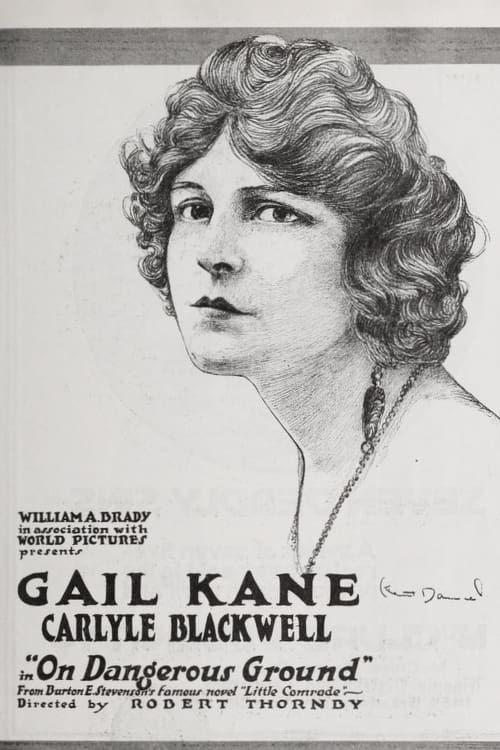 WILLIAM A. BRADY
in association with
WORLD PICTURES
presents
GAIL KANE
CARLYLE BLACKWELL
in "On Dangerous Ground"
From Burton E. Stevenson's famous novel "Little Comrade"—
Directed by ROBERT THORNBY